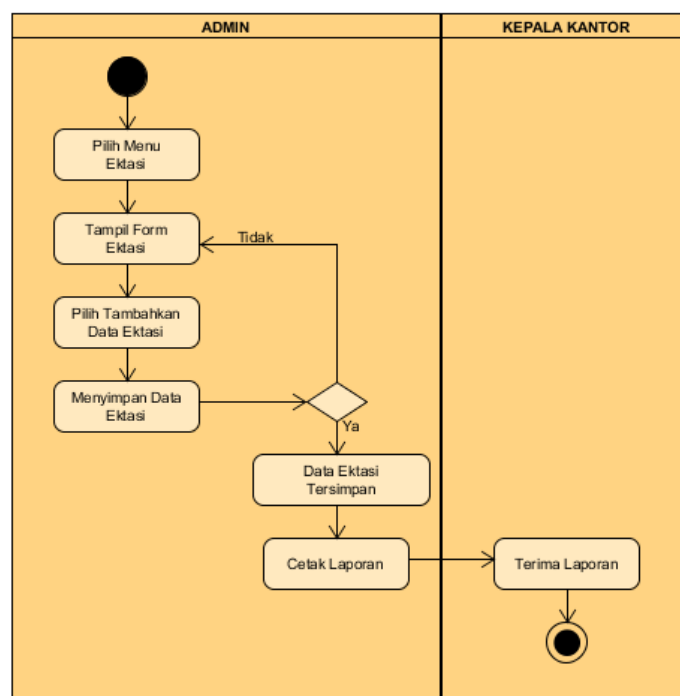 ADMIN
KEPALA KANTOR
Pilih Menu
Ektasi
Tampil Form
Ektasi
Tidak
Pilih Tambahkan
Data Ektasi
Menyimpan Data
Ektasi
Ya
Data Ektasi
Tersimpan
Cetak Laporan
Terima Laporan